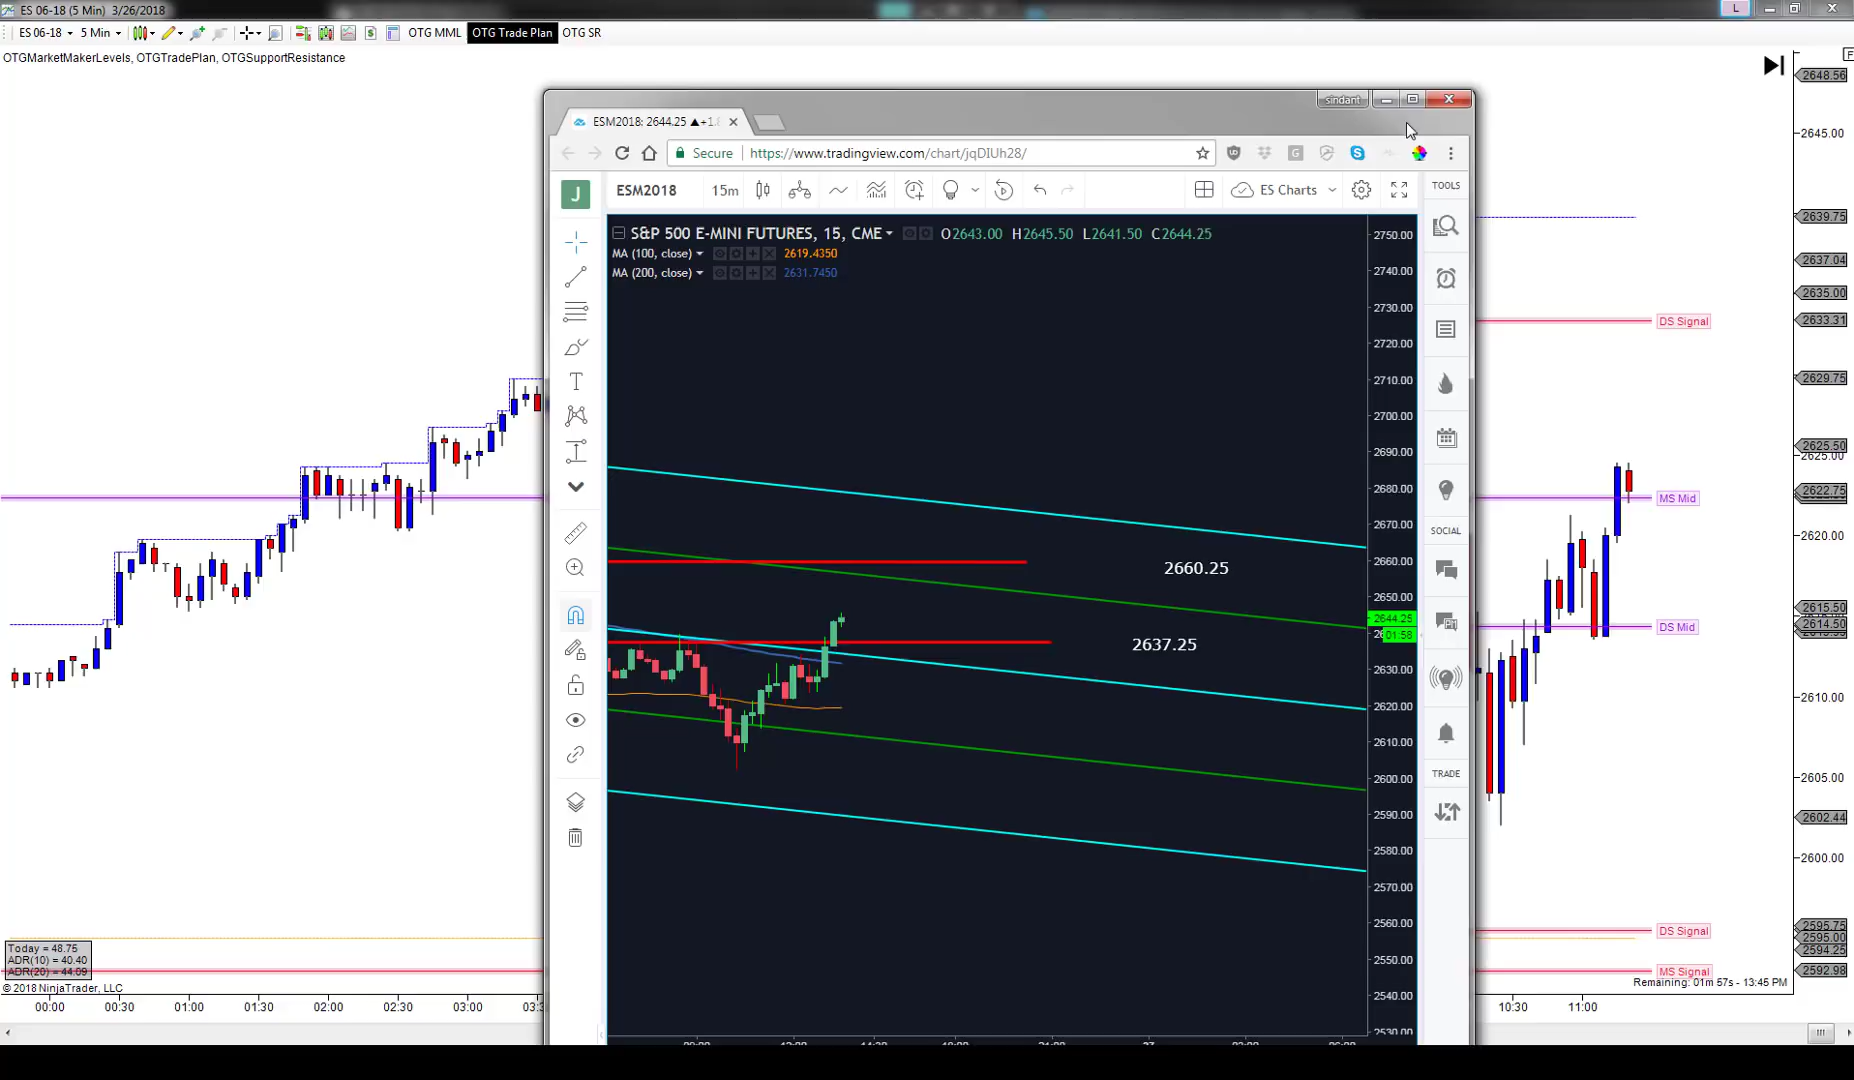 ES 06-18 (5 Min) 3/26/2018
L
ES 06-18 5 Min OTG MML OTG Trade Plan OTG SR
OTGMarketMakerLevels, OTGTradePlan, OTGSupportResistance
F
Today = 48.75
ADR(10) = 40.40
ADR(20) = 44.09
© 2018 NinjaTrader, LLC
00:00 00:30 01:00 01:30 02:00 02:30 03:00
sindant
ESM2018: 2644.25 ▲+1.
Secure https://www.tradingview.com/chart/jqDIUh28/
J ESM2018 15m ES Charts
S&P 500 E-MINI FUTURES, 15, CME O2643.00 H2645.50 L2641.50 C2644.25
MA (100, close) 2619.4350
MA (200, close) 2631.7450
2660.25
2637.25
2750.00
2740.00
2730.00
2720.00
2710.00
2700.00
2690.00
2680.00
2670.00
2660.00
2650.00
2644.25
01:58
2630.00
2620.00
2610.00
2600.00
2590.00
2580.00
2570.00
2560.00
2550.00
2540.00
2530.00
TOOLS
SOCIAL
TRADE
DS Signal
MS Mid
DS Mid
DS Signal
MS Signal
2648.56
2645.00
2639.75
2637.04
2635.00
2633.31
2629.75
2625.50
2625.00
2622.75
2620.00
2615.50
2614.50
2610.00
2605.00
2602.44
2600.00
2595.75
2595.00
2594.25
2592.98
Remaining: 01m 57s - 13:45 PM
10:30 11:00